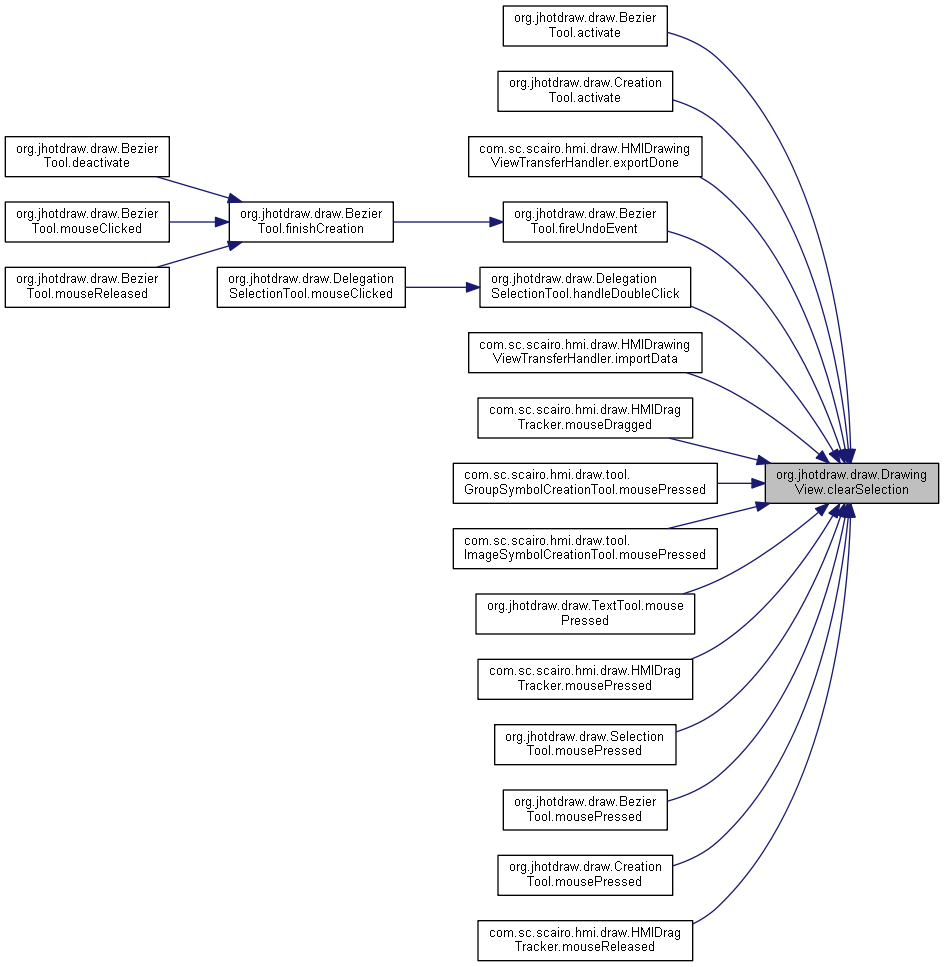 org.jhotdraw.draw.Bezier
Tool.activate
org.jhotdraw.draw.Creation
Tool.activate
com.sc.scairo.hmi.draw.HMIDrawing
ViewTransferHandler.exportDone
org.jhotdraw.draw.Bezier
Tool.deactivate
org.jhotdraw.draw.Bezier
Tool.mouseClicked
org.jhotdraw.draw.Bezier
Tool.finishCreation
org.jhotdraw.draw.Bezier
Tool.fireUndoEvent
org.jhotdraw.draw.Bezier
Tool.mouseReleased
org.jhotdraw.draw.Delegation
SelectionTool.mouseClicked
org.jhotdraw.draw.Delegation
SelectionTool.handleDoubleClick
com.sc.scairo.hmi.draw.HMIDrawing
ViewTransferHandler.importData
com.sc.scairo.hmi.draw.HMIDrag
Tracker.mouseDragged
com.sc.scairo.hmi.draw.tool.
GroupSymbolCreationTool.mousePressed
org.jhotdraw.draw.Drawing
View.clearSelection
com.sc.scairo.hmi.draw.tool.
ImageSymbolCreationTool.mousePressed
org.jhotdraw.draw.TextTool.mouse
Pressed
com.sc.scairo.hmi.draw.HMIDrag
Tracker.mousePressed
org.jhotdraw.draw.Selection
Tool.mousePressed
org.jhotdraw.draw.Bezier
Tool.mousePressed
org.jhotdraw.draw.Creation
Tool.mousePressed
com.sc.scairo.hmi.draw.HMIDrag
Tracker.mouseReleased